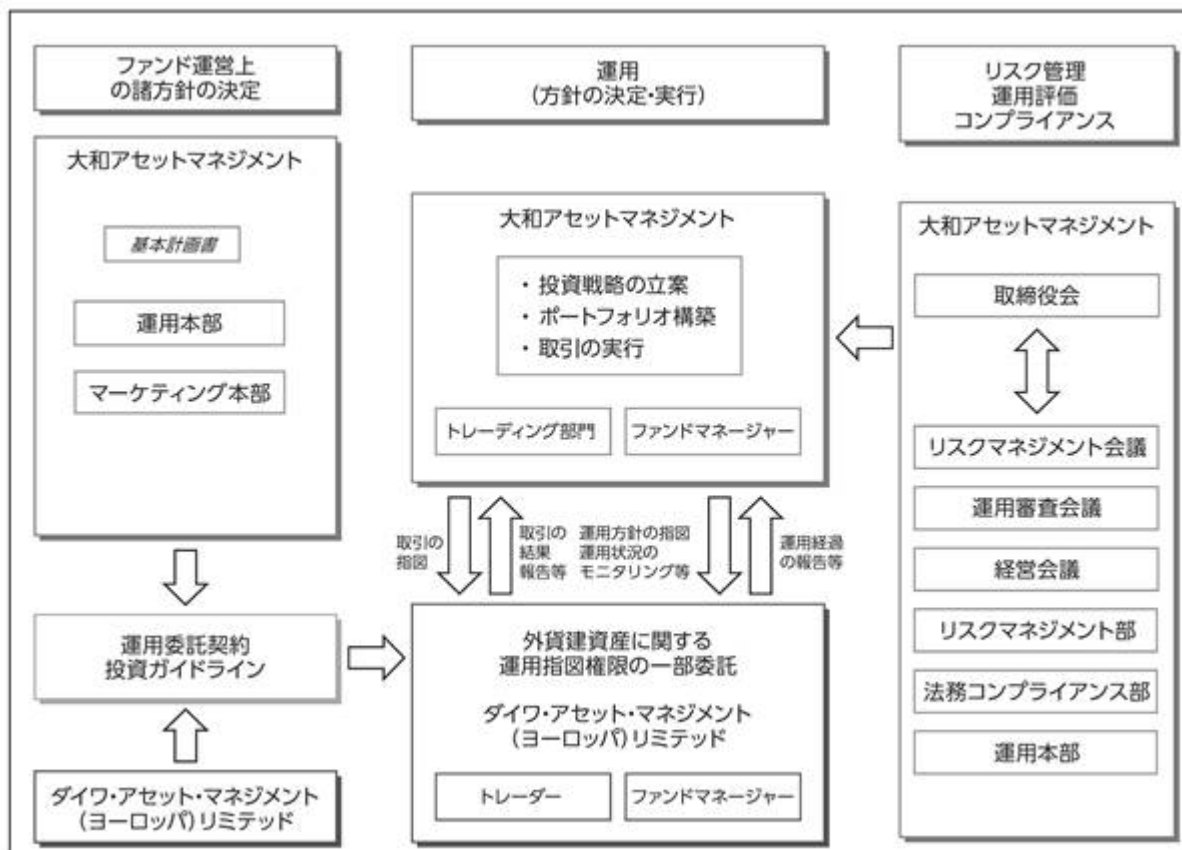 ファンド運営上
の諸方針の決定
大和アセットマネジメント
基本計画書
運用本部
マーケティング本部
運用委託契約
投資ガイドライン
ダイワ・アセット・マネジメント
(ヨーロッパ)リミテッド
運用
(方針の決定・実行)
大和アセットマネジメント
・ 投資戦略の立案
・ ポートフォリオ構築
・ 取引の実行
トレーディング部門
ファンドマネージャー
取引の
指図
取引の
結果
報告等
運用方針の指図
運用状況の
モニタリング等
運用経過
の報告等
外貨建資産に関する
運用指図権限の一部委託
ダイワ・アセット・マネジメント
(ヨーロッパ)リミテッド
トレーダー
ファンドマネージャー
リスク管理
運用評価
コンプライアンス
大和アセットマネジメント
取締役会
リスクマネジメント会議
運用審査会議
経営会議
リスクマネジメント部
法務コンプライアンス部
運用本部